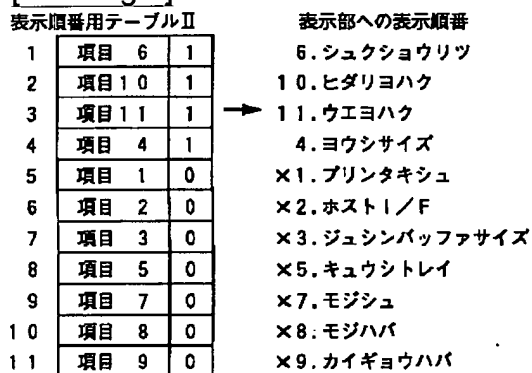 表示順番用テーブルⅡ 表示部への表示順番
1 項目 6 1 6.シュクショウリツ
2 項目10 1 10.ヒダリヨハク
3 項目11 1 11.ウエヨハク
4 項目 4 1 4.ヨウシサイズ
5 項目 1 0 ×1.プリンタキシュ
6 項目 2 0 ×2.ホストI/F
7 項目 3 0 ×3.ジュシンバッファサイズ
8 項目 5 0 ×5.キュウシトレイ
9 項目 7 0 ×7.モジシュ
10 項目 8 0 ×8.モジハバ
11 項目 9 0 ×9.カイギョウハバ